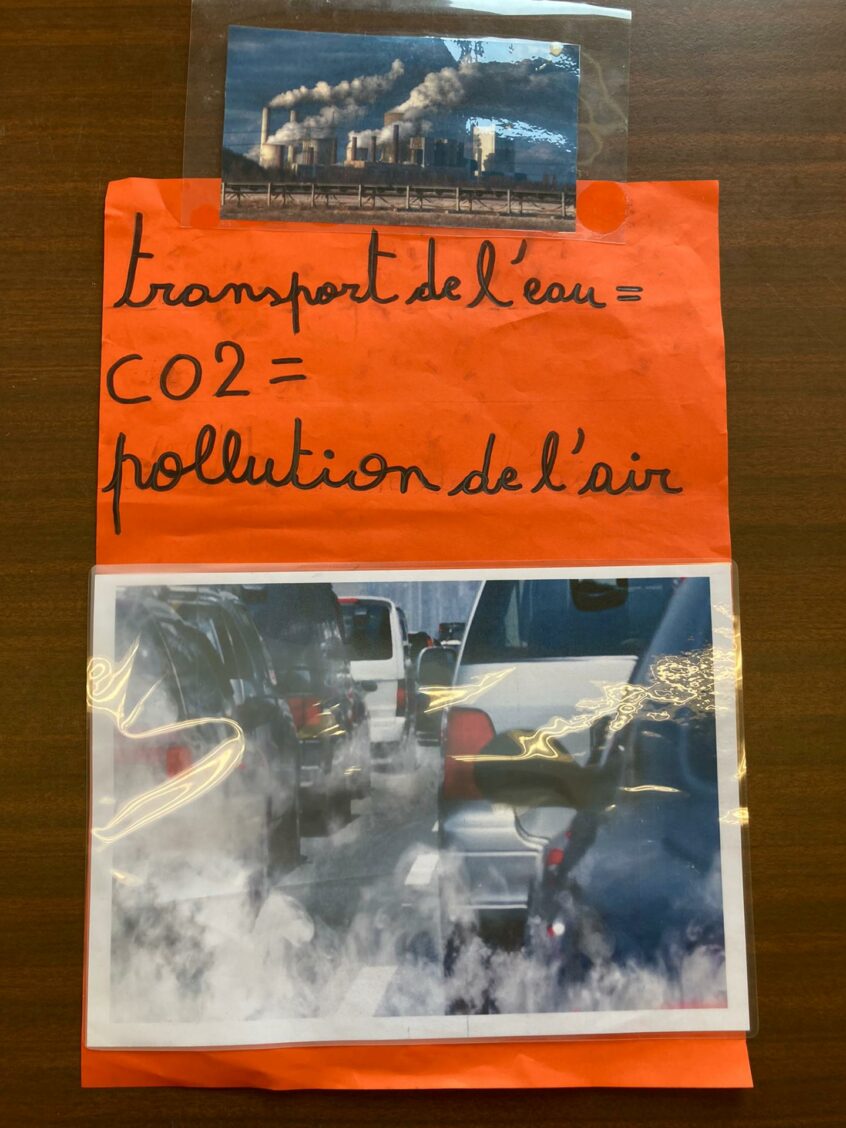 transport de l'eau =
CO2 =
pollution de l'air